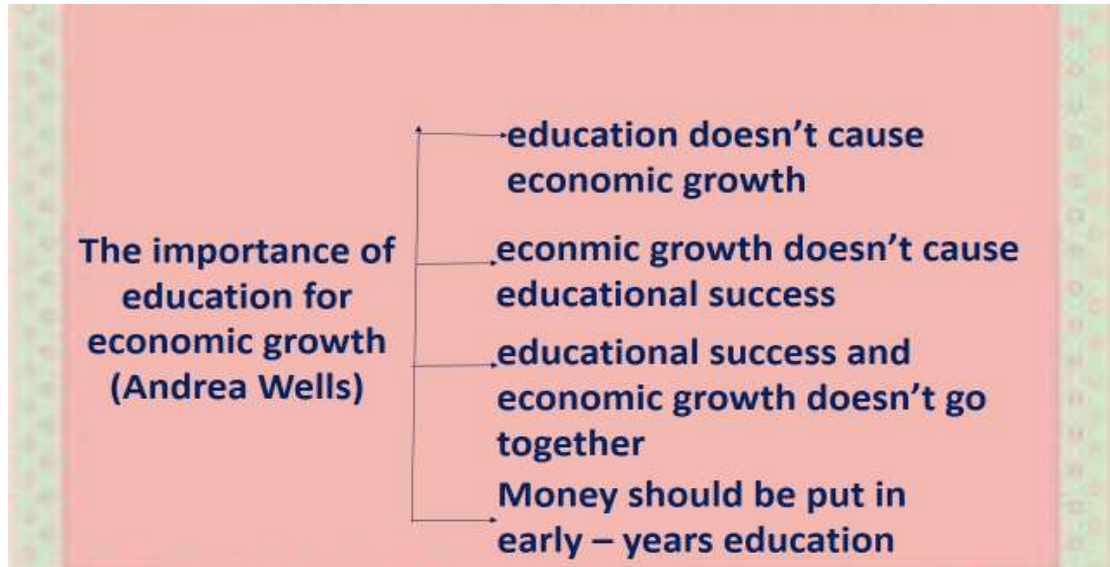 The importance of
education for
economic growth
(Andrea Wells)
education doesn't cause
economic growth
econmic growth doesn't cause
educational success
educational success and
economic growth doesn't go
together
Money should be put in
early – years education